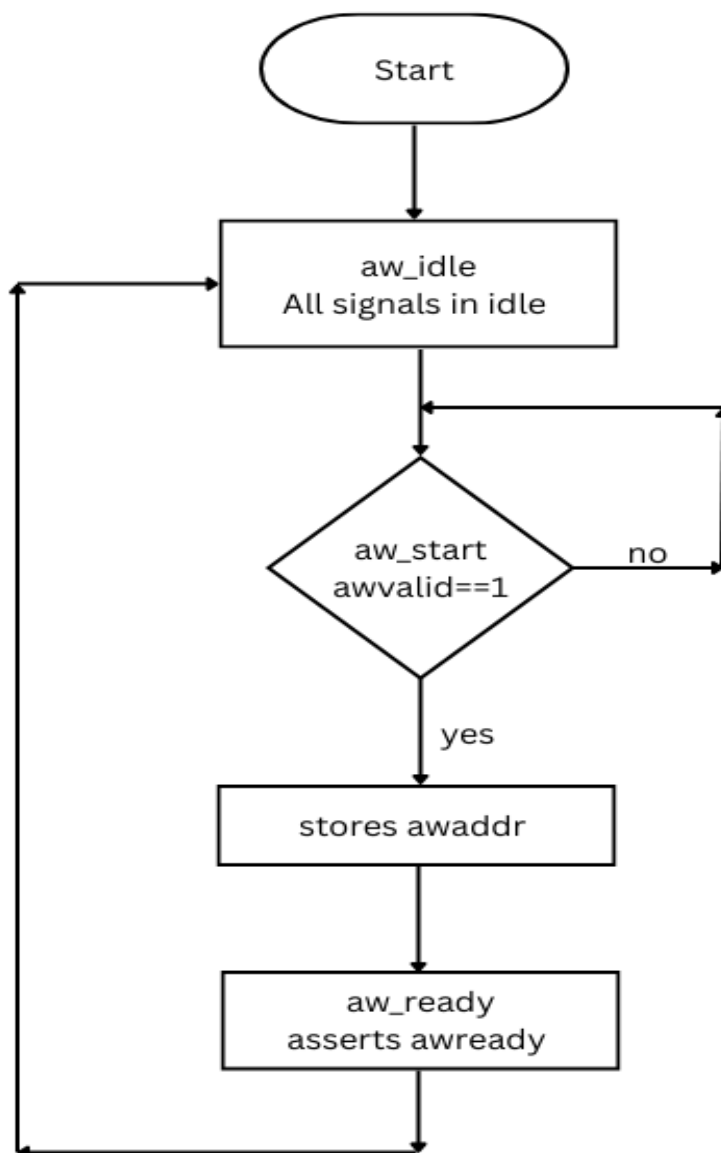 Start
aw_idle
All signals in idle
aw_start
awvalid==1
no
yes
stores awaddr
aw_ready
asserts awready